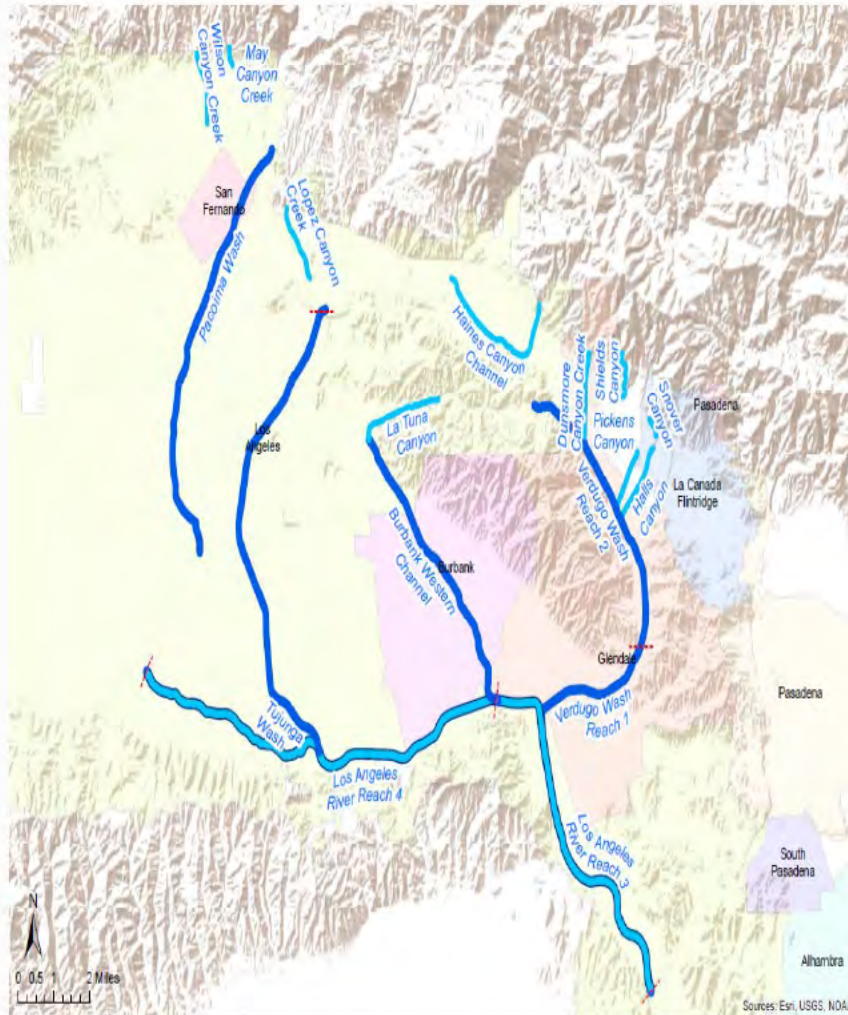 Wilson
Canyon Creek
May
Canyon
Creek
San
Fernando
Lopez Canyon
Creek
Pacoima Wash
Haines Canyon
Channel
Dunsmore
Canyon Creek
Shields
Canyon
Pickens
Canyon
Snover
Canyon
Pasadena
La Canada
Flintridge
Halls
Canyon
Los
Angeles
La Tuna
Canyon
Verdugo Wash
Reach 2
Burbank Western
Channel
Burbank
Glendale
Pasadena
Tujunga
Wash
Verdugo Wash
Reach 1
Los Angeles
River Reach 4
Los Angeles
River Reach 3
South
Pasadena
Alhambra
N
0 0.5 1 2 Miles
Sources: Esri, USGS, NOA